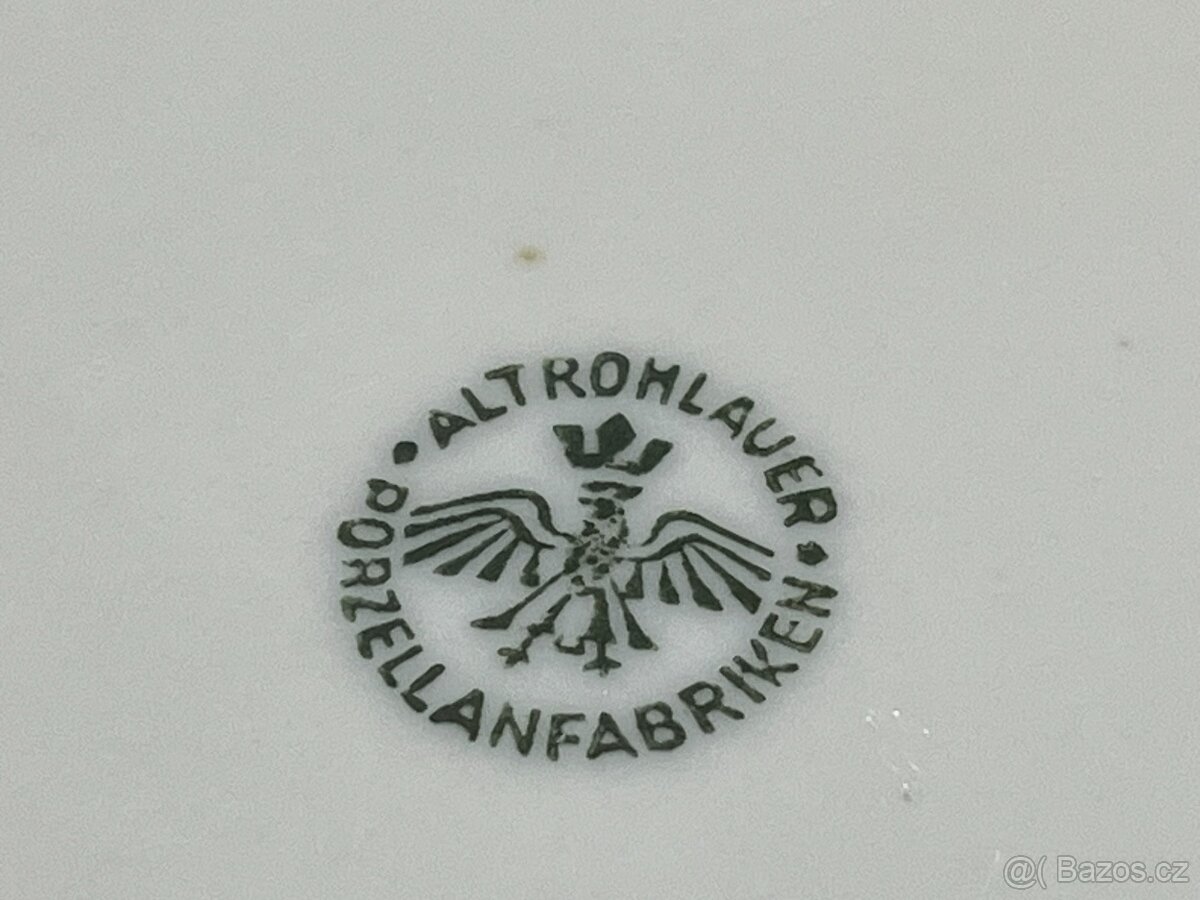 • ALTROHLAUER •
PORZELLANFABRIKEN
@( Bazos.cz